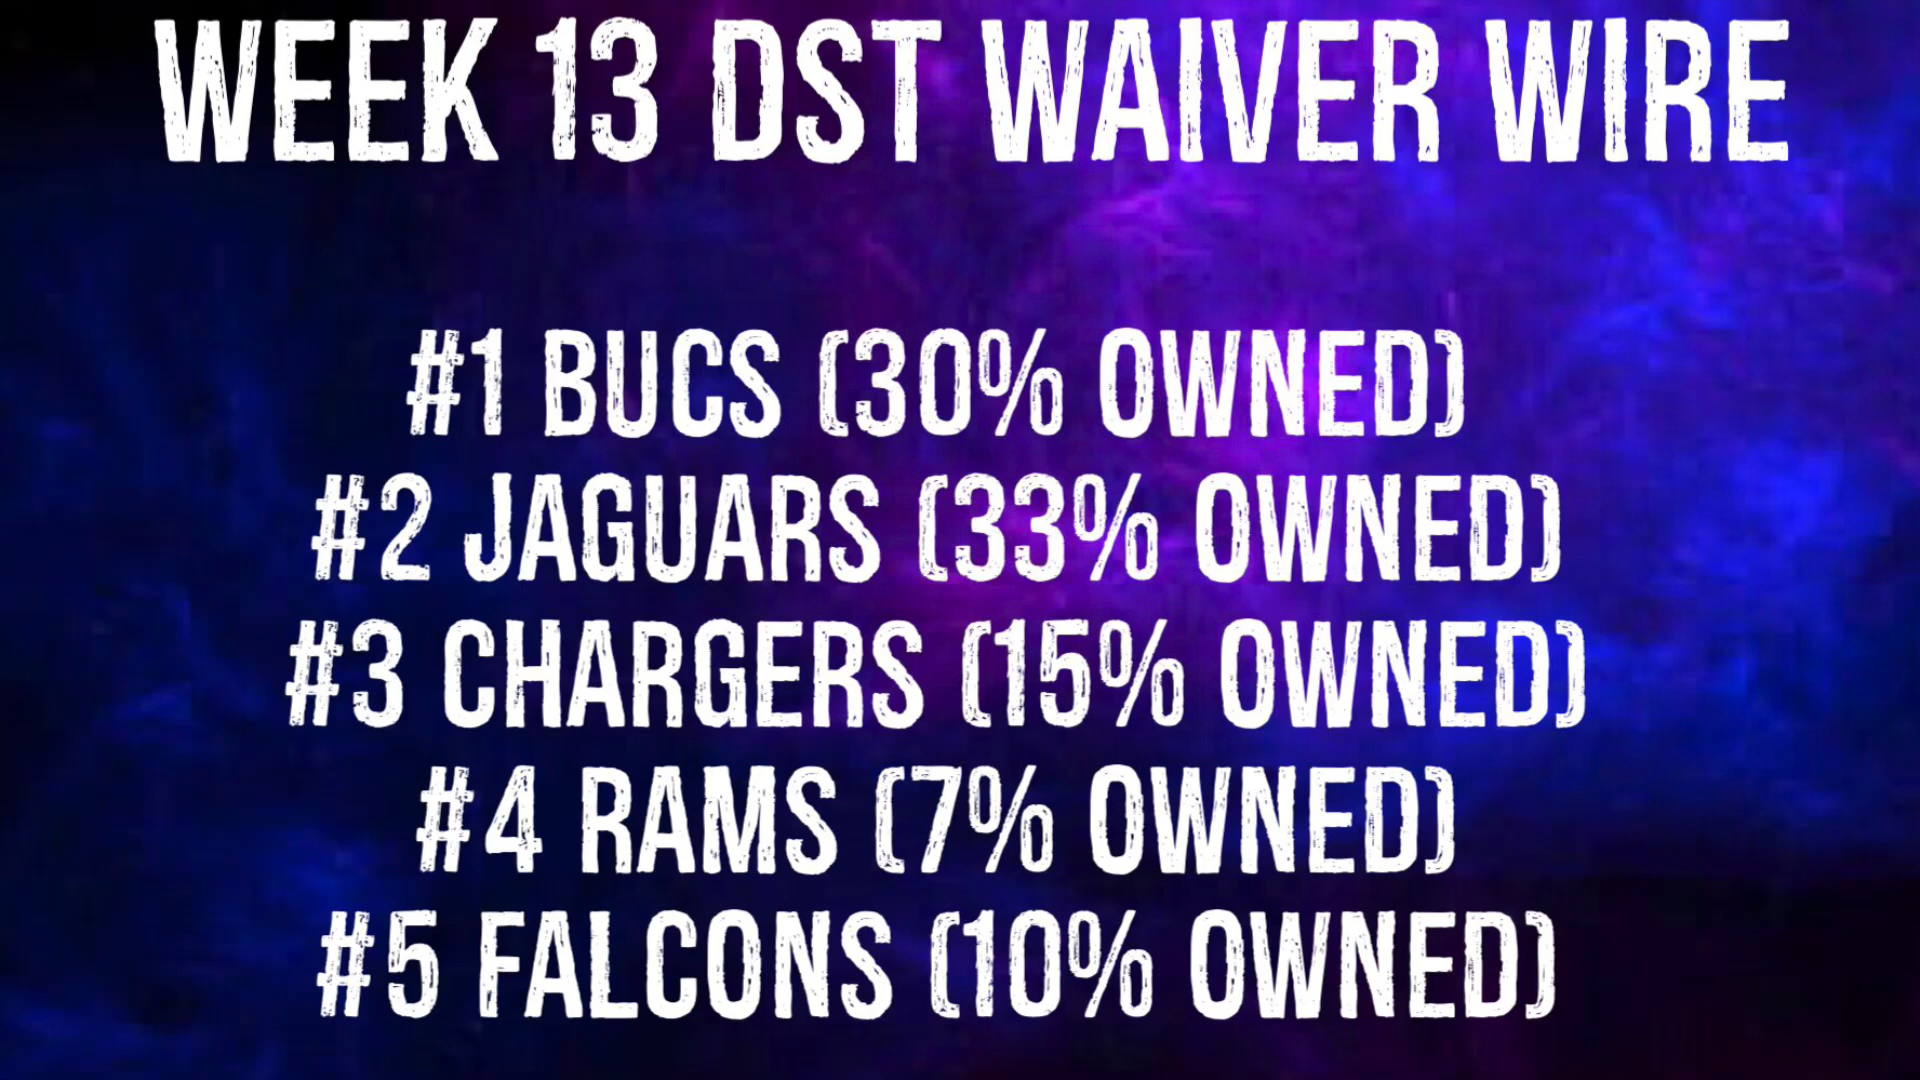 WEEK 13 DST WAIVER WIRE
#1 BUCS (30% OWNED)
#2 JAGUARS (33% OWNED)
#3 CHARGERS (15% OWNED)
#4 RAMS (7% OWNED)
#5 FALCONS (10% OWNED)